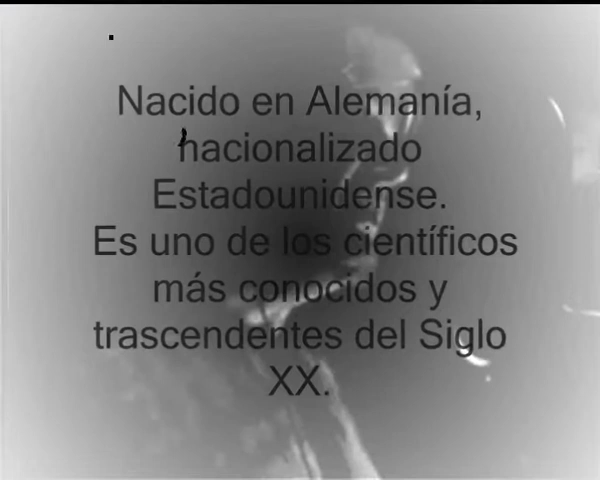 Nacido en Alemanía,
nacionalizado
Estadounidense.
Es uno de los científicos
más conocidos y
trascendentes del Siglo
XX.